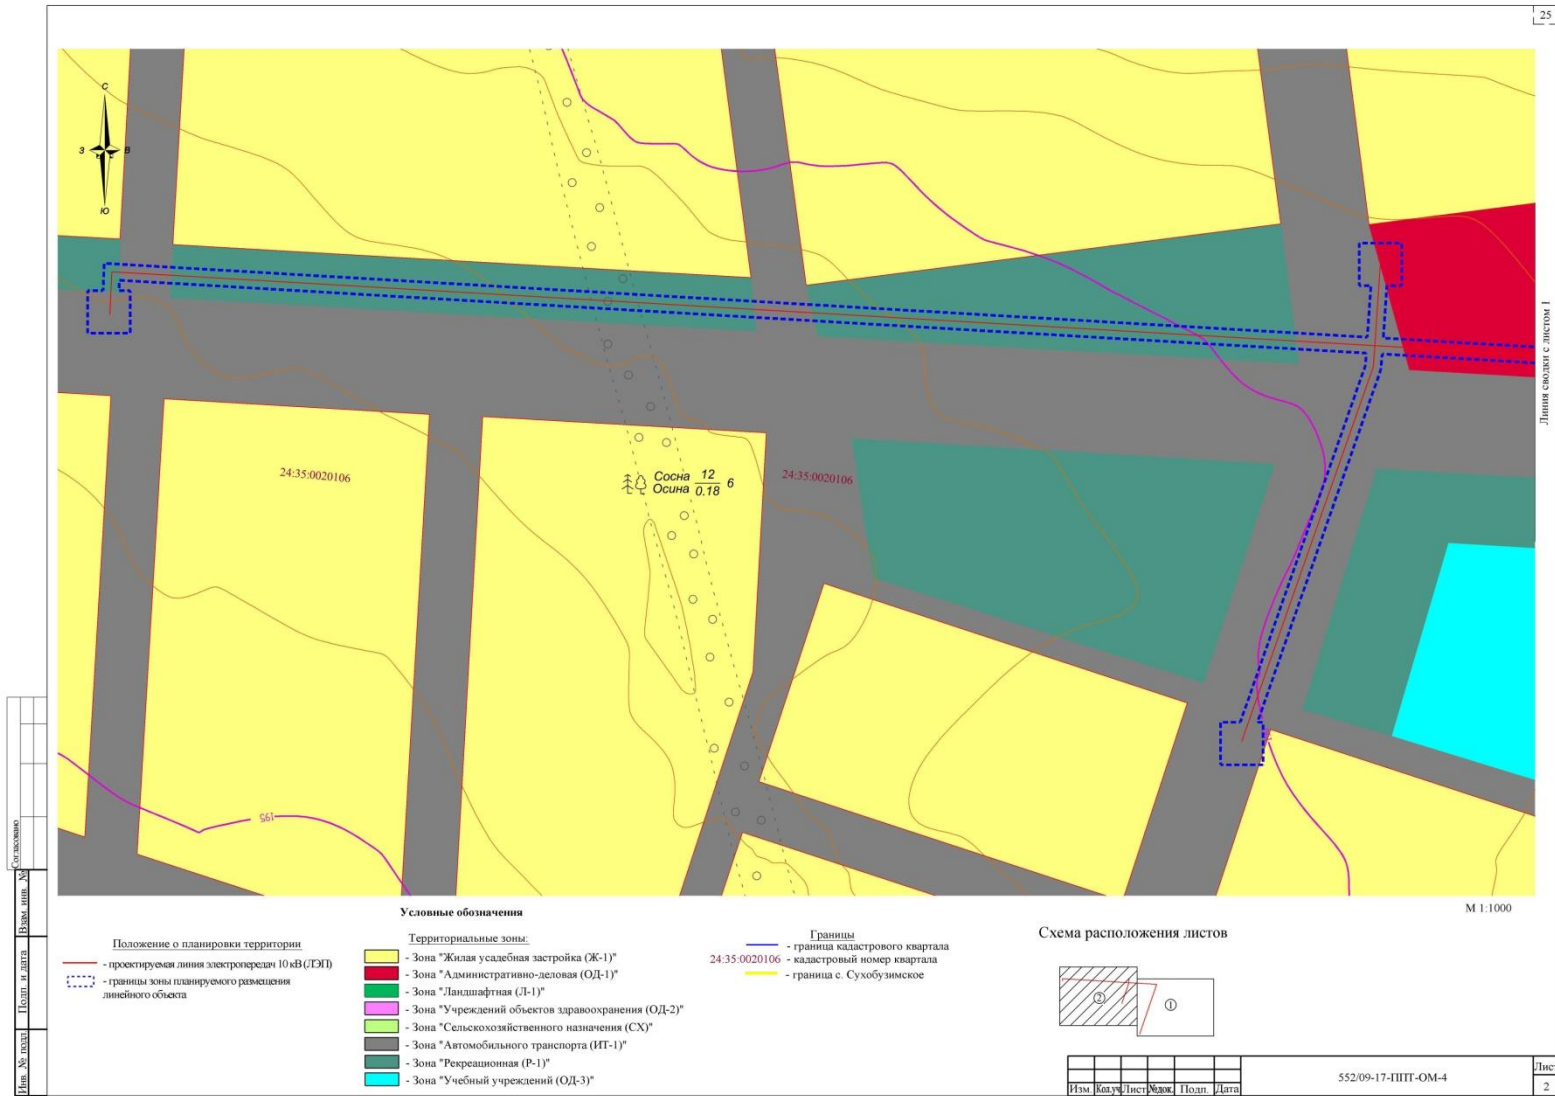 25
С
З В
Ю
24:35:0020106
Сосна 12
Осина 0.18 6
24:35:0020106
195
Линия сводки с листом 1
М 1:1000
Условные обозначения
Положение о планировки территории
- проектируемая линия электропередач 10 кВ (ЛЭП)
- границы зоны планируемого размещения
линейного объекта
Территориальные зоны:
- Зона "Жилая усадебная застройка (Ж-1)"
- Зона "Административно-деловая (ОД-1)"
- Зона "Ландшафтная (Л-1)"
- Зона "Учреждений объектов здравоохранения (ОД-2)"
- Зона "Сельскохозяйственного назначения (СХ)"
- Зона "Автомобильного транспорта (ИТ-1)"
- Зона "Рекреационная (Р-1)"
- Зона "Учебный учреждений (ОД-3)"
Границы
- граница кадастрового квартала
24:35:0020106 - кадастровый номер квартала
- граница с. Сухобузимское
Схема расположения листов
2
1
Согласовано
Взам. инв. №
Подп. и дата
Инв. № подл.
Изм. Кол.уч Лист №док. Подп. Дата
552/09-17-ППТ-ОМ-4
Лист
2